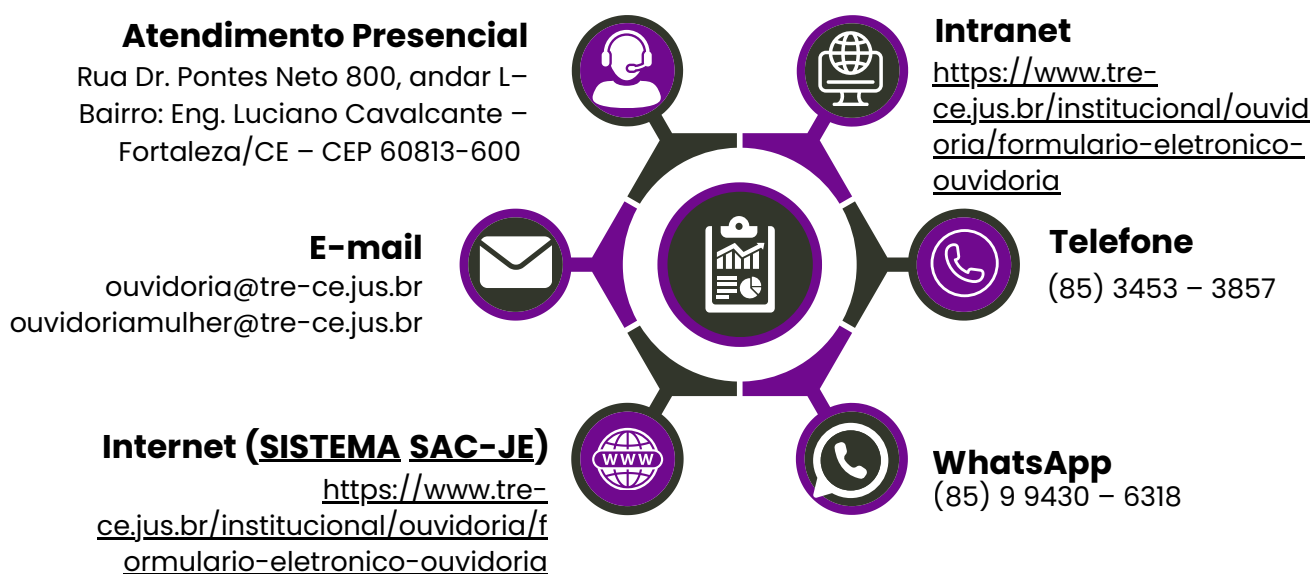 Atendimento Presencial
Rua Dr. Pontes Neto 800, andar L–
Bairro: Eng. Luciano Cavalcante –
Fortaleza/CE – CEP 60813-600
Intranet
https://www.tre-
ce.jus.br/institucional/ouvid
oria/formulario-eletronico-
ouvidoria
E-mail
ouvidoria@tre-ce.jus.br
ouvidoriamulher@tre-ce.jus.br
Telefone
(85) 3453 – 3857
Internet (SISTEMA SAC-JE)
https://www.tre-
ce.jus.br/institucional/ouvidoria/f
ormulario-eletronico-ouvidoria
WWW
WhatsApp
(85) 9 9430 – 6318